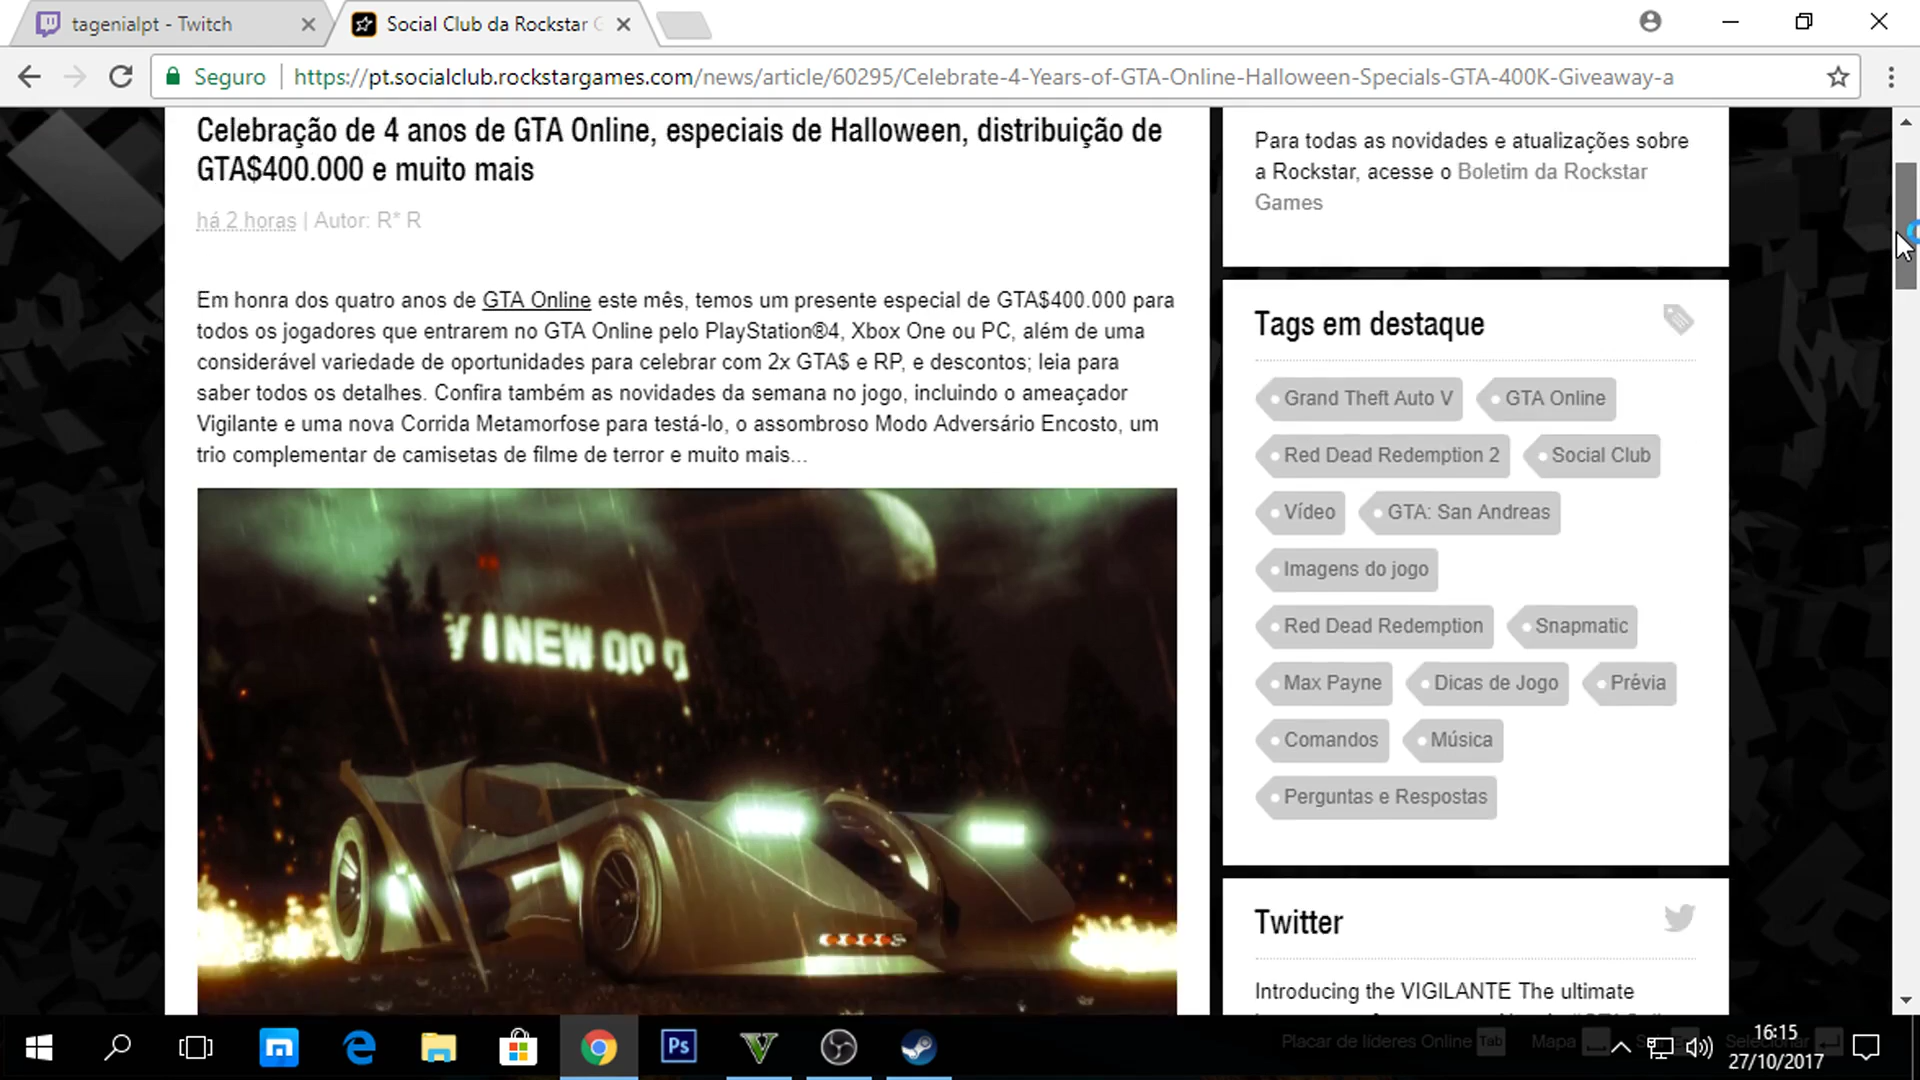 tagenialpt - Twitch
Social Club da Rockstar G
Seguro
https://pt.socialclub.rockstargames.com/news/article/60295/Celebrate-4-Years-of-GTA-Online-Halloween-Specials-GTA-400K-Giveaway-a
Celebração de 4 anos de GTA Online, especiais de Halloween, distribuição de
GTA$400.000 e muito mais
há 2 horas | Autor: R* R
Em honra dos quatro anos de GTA Online este mês, temos um presente especial de GTA$400.000 para
todos os jogadores que entrarem no GTA Online pelo PlayStation®4, Xbox One ou PC, além de uma
considerável variedade de oportunidades para celebrar com 2x GTA$ e RP, e descontos; leia para
saber todos os detalhes. Confira também as novidades da semana no jogo, incluindo o ameaçador
Vigilante e uma nova Corrida Metamorfose para testá-lo, o assombroso Modo Adversário Encosto, um
trio complementar de camisetas de filme de terror e muito mais...
VINEWOOD
Para todas as novidades e atualizações sobre
a Rockstar, acesse o Boletim da Rockstar
Games
Tags em destaque
Grand Theft Auto V
GTA Online
Red Dead Redemption 2
Social Club
Vídeo
GTA: San Andreas
Imagens do jogo
Red Dead Redemption
Snapmatic
Max Payne
Dicas de Jogo
Prévia
Comandos
Música
Perguntas e Respostas
Twitter
Introducing the VIGILANTE The ultimate
Ps
Placar de líderes Online Tab
Mapa
Selecionar
16:15
27/10/2017